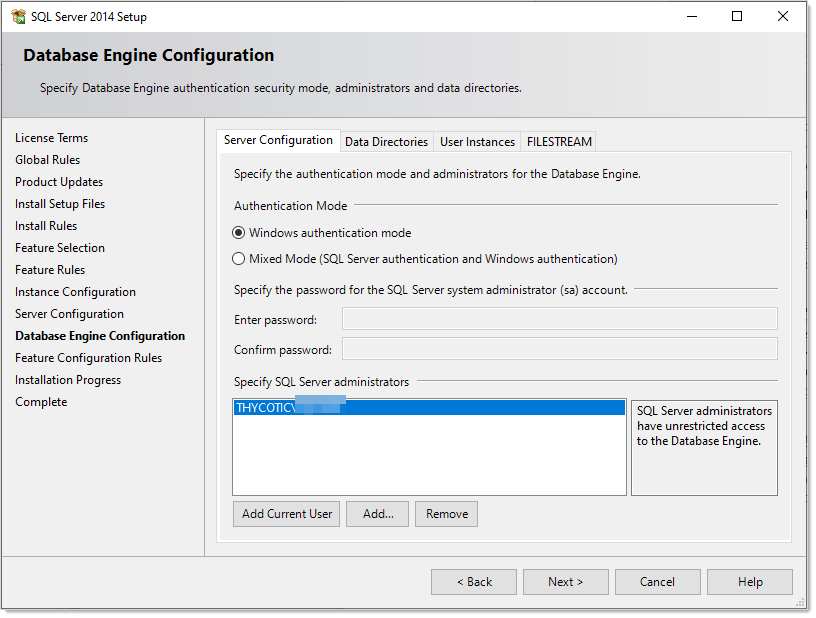 SQL Server 2014 Setup
Database Engine Configuration
Specify Database Engine authentication security mode, administrators and data directories.
License Terms
Global Rules
Product Updates
Install Setup Files
Install Rules
Feature Selection
Feature Rules
Instance Configuration
Server Configuration
Database Engine Configuration
Feature Configuration Rules
Installation Progress
Complete
Server Configuration Data Directories User Instances FILESTREAM
Specify the authentication mode and administrators for the Database Engine.
Authentication Mode
Windows authentication mode
Mixed Mode (SQL Server authentication and Windows authentication)
Specify the password for the SQL Server system administrator (sa) account.
Enter password:
Confirm password:
Specify SQL Server administrators
THYCOTIC\
SQL Server administrators
have unrestricted access
to the Database Engine.
Add Current User Add... Remove
< Back Next > Cancel Help